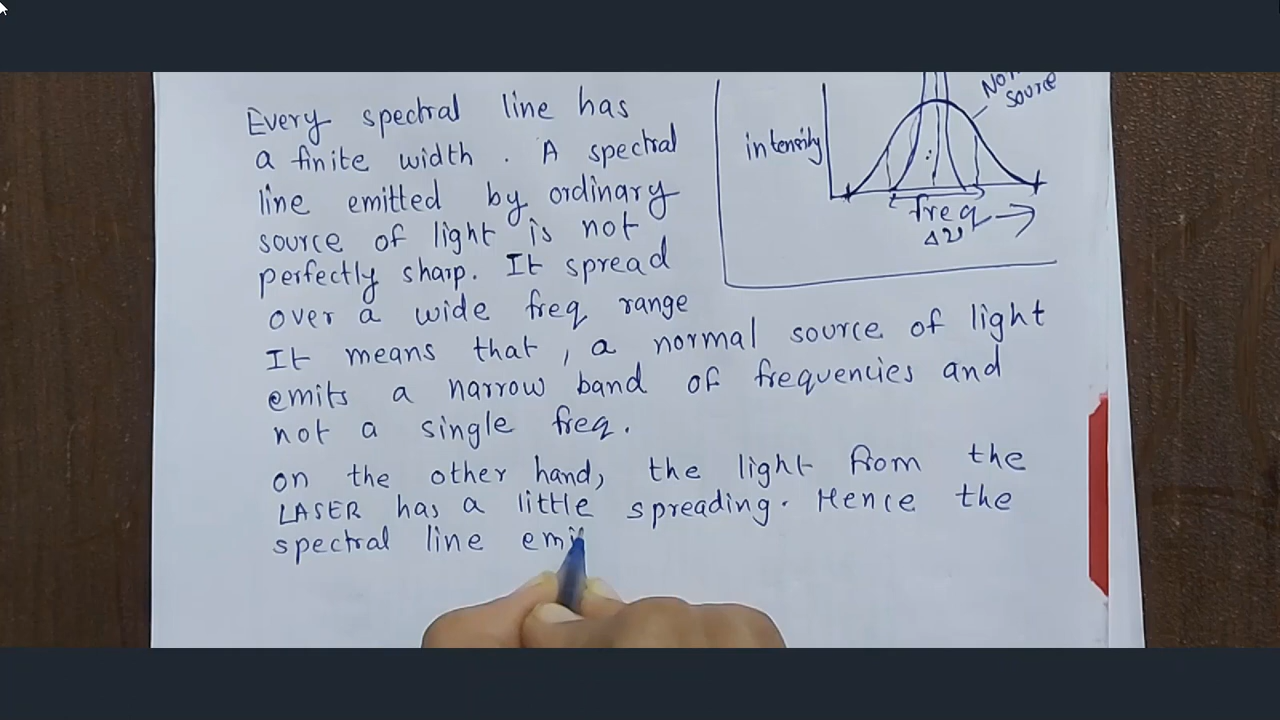 Every spectral line has
a finite width . A spectral
line emitted by ordinary
source of light is not
perfectly sharp. It spread
over a wide freq range
It means that , a normal source of light
emits a narrow band of frequencies and
not a single freq.
on the other hand, the light from the
LASER has a little spreading. Hence the
spectral line emi
source
intensity
freq →
Δν